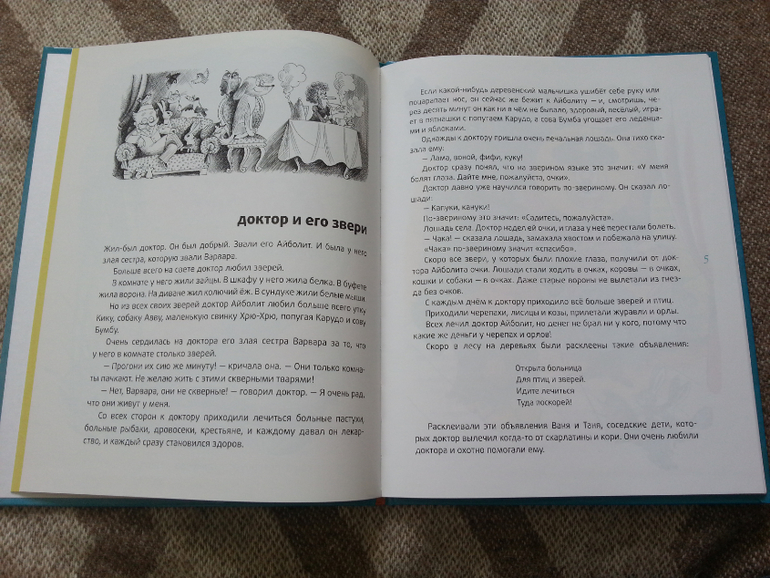 доктор и его звери
Жил-был доктор. Он был добрый. Звали его Айболит. И была у него
злая сестра, которую звали Варвара.
Больше всего на свете доктор любил зверей.
В комнате у него жили зайцы. В шкафу у него жила белка. В буфете
жила ворона. На диване жил колючий ёж. В сундуке жили белые мыши.
Но из всех своих зверей доктор Айболит любил больше всего утку
Кику, собаку Авву, маленькую свинку Хрю-Хрю, попугая Карудо и сову
Бумбу.
Очень сердилась на доктора его злая сестра Варвара за то, что
у него в комнате столько зверей.
— Прогони их сию же минуту! — кричала она. — Они только комна-
ты пачкают. Не желаю жить с этими скверными тварями!
— Нет, Варвара, они не скверные! — говорил доктор. — Я очень рад,
что они живут у меня.
Со всех сторон к доктору приходили лечиться больные пастухи,
больные рыбаки, дровосеки, крестьяне, и каждому давал он лекар-
ство, и каждый сразу становился здоров.
Если какой-нибудь деревенский мальчишка ушибёт себе руку или
поцарапает нос, он сейчас же бежит к Айболиту — и, смотришь, че-
рез десять минут он как ни в чём не бывало, здоровый, весёлый, игра-
ет в пятнашки с попугаем Карудо, а сова Бумба угощает его леденца-
ми и яблоками.
Однажды к доктору пришла очень печальная лошадь. Она тихо ска-
зала ему:
— Лама, воной, фифи, куку!
Доктор сразу понял, что на зверином языке это значит: «У меня
болят глаза. Дайте мне, пожалуйста, очки».
Доктор давно уже научился говорить по-звериному. Он сказал
лошади:
— Капуки, кануки!
По-звериному это значит: «Садитесь, пожалуйста».
Лошадь села. Доктор надел ей очки, и глаза у неё перестали болеть.
— Чака! — сказала лошадь, замахала хвостом и побежала на улицу.
«Чака» по-звериному значит «спасибо».
Скоро все звери, у которых были плохие глаза, получили от док-
тора Айболита очки. Лошади стали ходить в очках, коровы — в очках,
кошки и собаки — в очках. Даже старые вороны не вылетали из гнез-
да без очков.
С каждым днём к доктору приходило всё больше зверей и птиц.
Приходили черепахи, лисицы и козы, прилетали журавли и орлы.
Всех лечил доктор Айболит, но денег не брал ни у кого, потому что
какие же деньги у черепах и орлов!
Скоро в лесу на деревьях были расклеены такие объявления:
Открыта больница
Для птиц и зверей.
Идите лечиться
Туда поскорей!
Расклеивали эти объявления Ваня и Таня, соседские дети, кото-
рых доктор вылечил когда-то от скарлатины и кори. Они очень любили
доктора и охотно помогали ему.
5